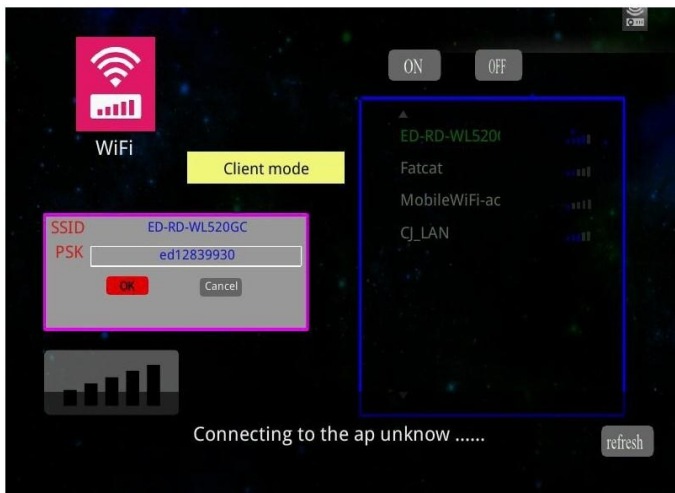 ON OFF
WiFi
Client mode
ED-RD-WL520
Fatcat
MobileWiFi-ac
CJ_LAN
SSID ED-RD-WL520GC
PSK ed12839930
OK Cancel
Connecting to the ap unknow ......
refresh